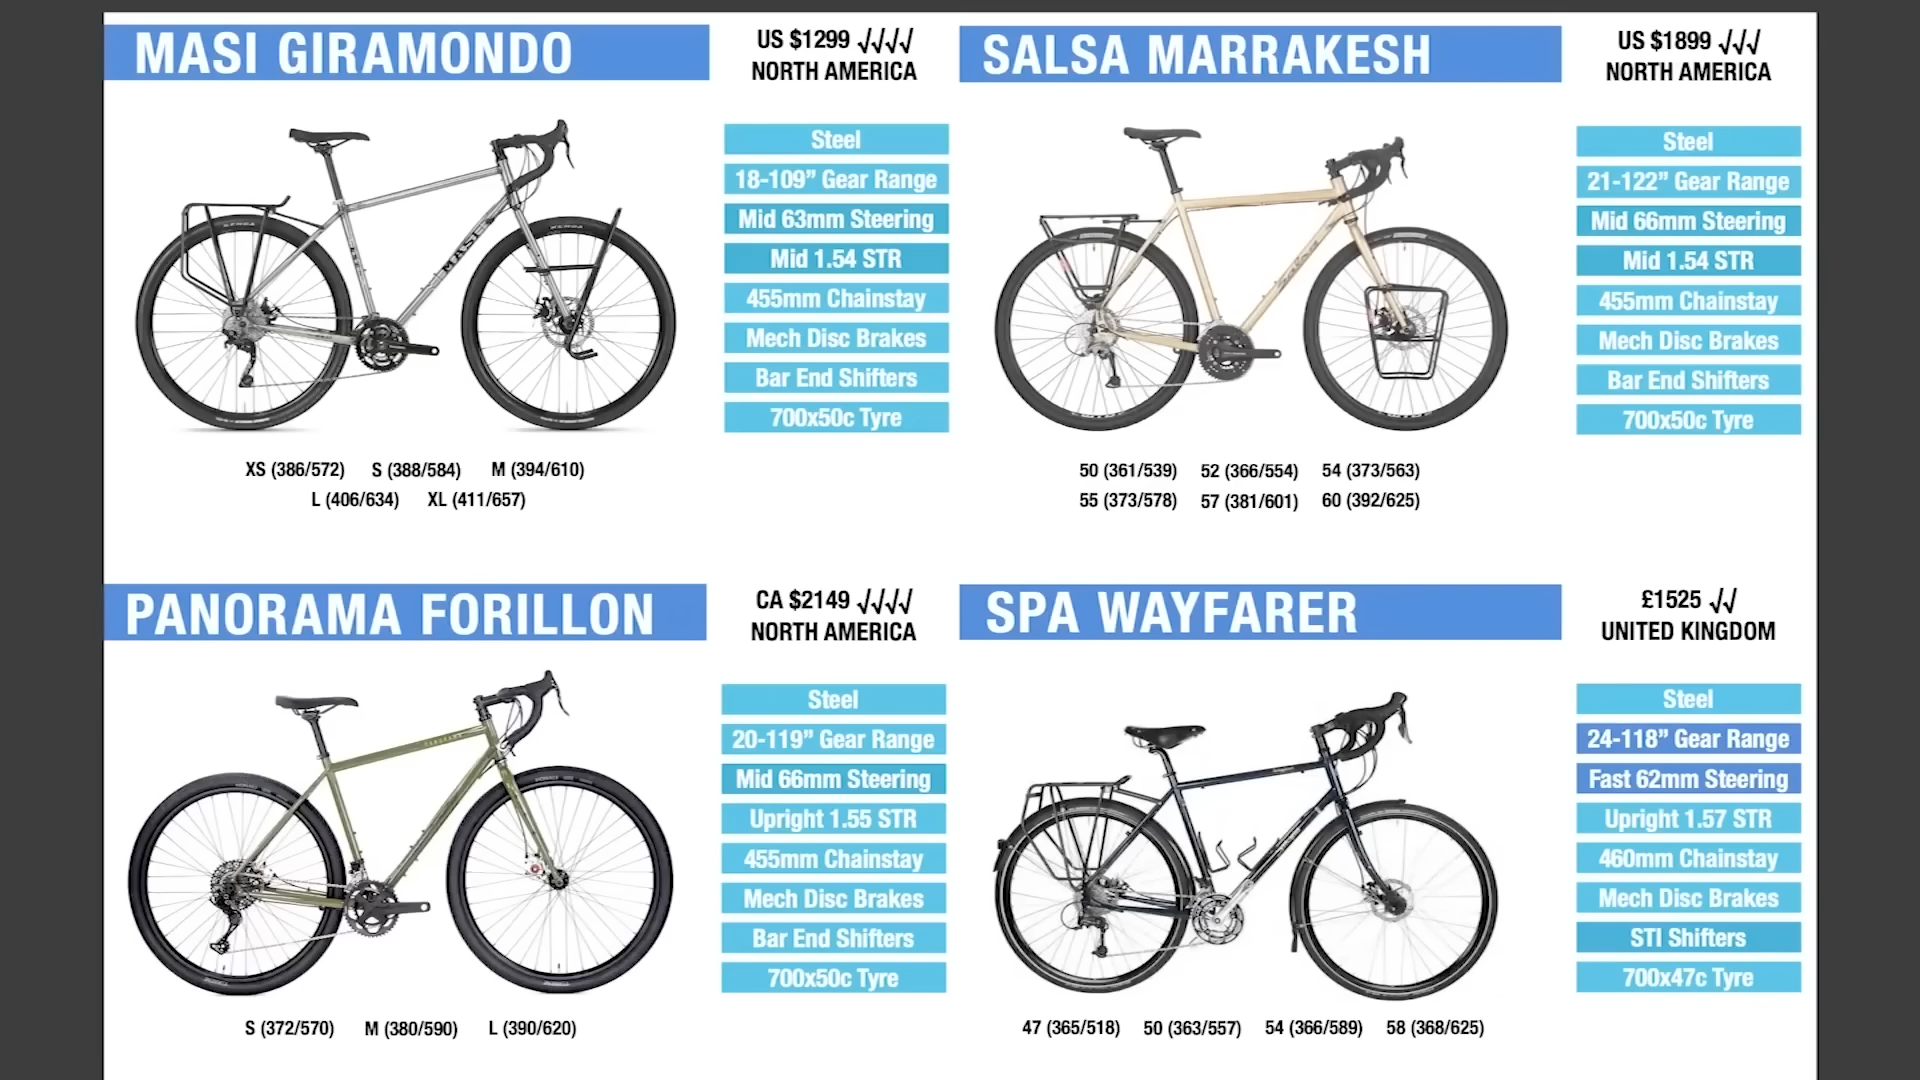 MASI GIRAMONDO
US $1299 √√√√
NORTH AMERICA
Steel
18-109” Gear Range
Mid 63mm Steering
Mid 1.54 STR
455mm Chainstay
Mech Disc Brakes
Bar End Shifters
700x50c Tyre
MASI
XS (386/572) S (388/584) M (394/610)
L (406/634) XL (411/657)
SALSA MARRAKESH
US $1899 √√√
NORTH AMERICA
Steel
21-122” Gear Range
Mid 66mm Steering
Mid 1.54 STR
455mm Chainstay
Mech Disc Brakes
Bar End Shifters
700x50c Tyre
Salsa
50 (361/539) 52 (366/554) 54 (373/563)
55 (373/578) 57 (381/601) 60 (392/625)
PANORAMA FORILLON
CA $2149 √√√√
NORTH AMERICA
Steel
20-119” Gear Range
Mid 66mm Steering
Upright 1.55 STR
455mm Chainstay
Mech Disc Brakes
Bar End Shifters
700x50c Tyre
S (372/570) M (380/590) L (390/620)
SPA WAYFARER
£1525 √√
UNITED KINGDOM
Steel
24-118” Gear Range
Fast 62mm Steering
Upright 1.57 STR
460mm Chainstay
Mech Disc Brakes
STI Shifters
700x47c Tyre
47 (365/518) 50 (363/557) 54 (366/589) 58 (368/625)